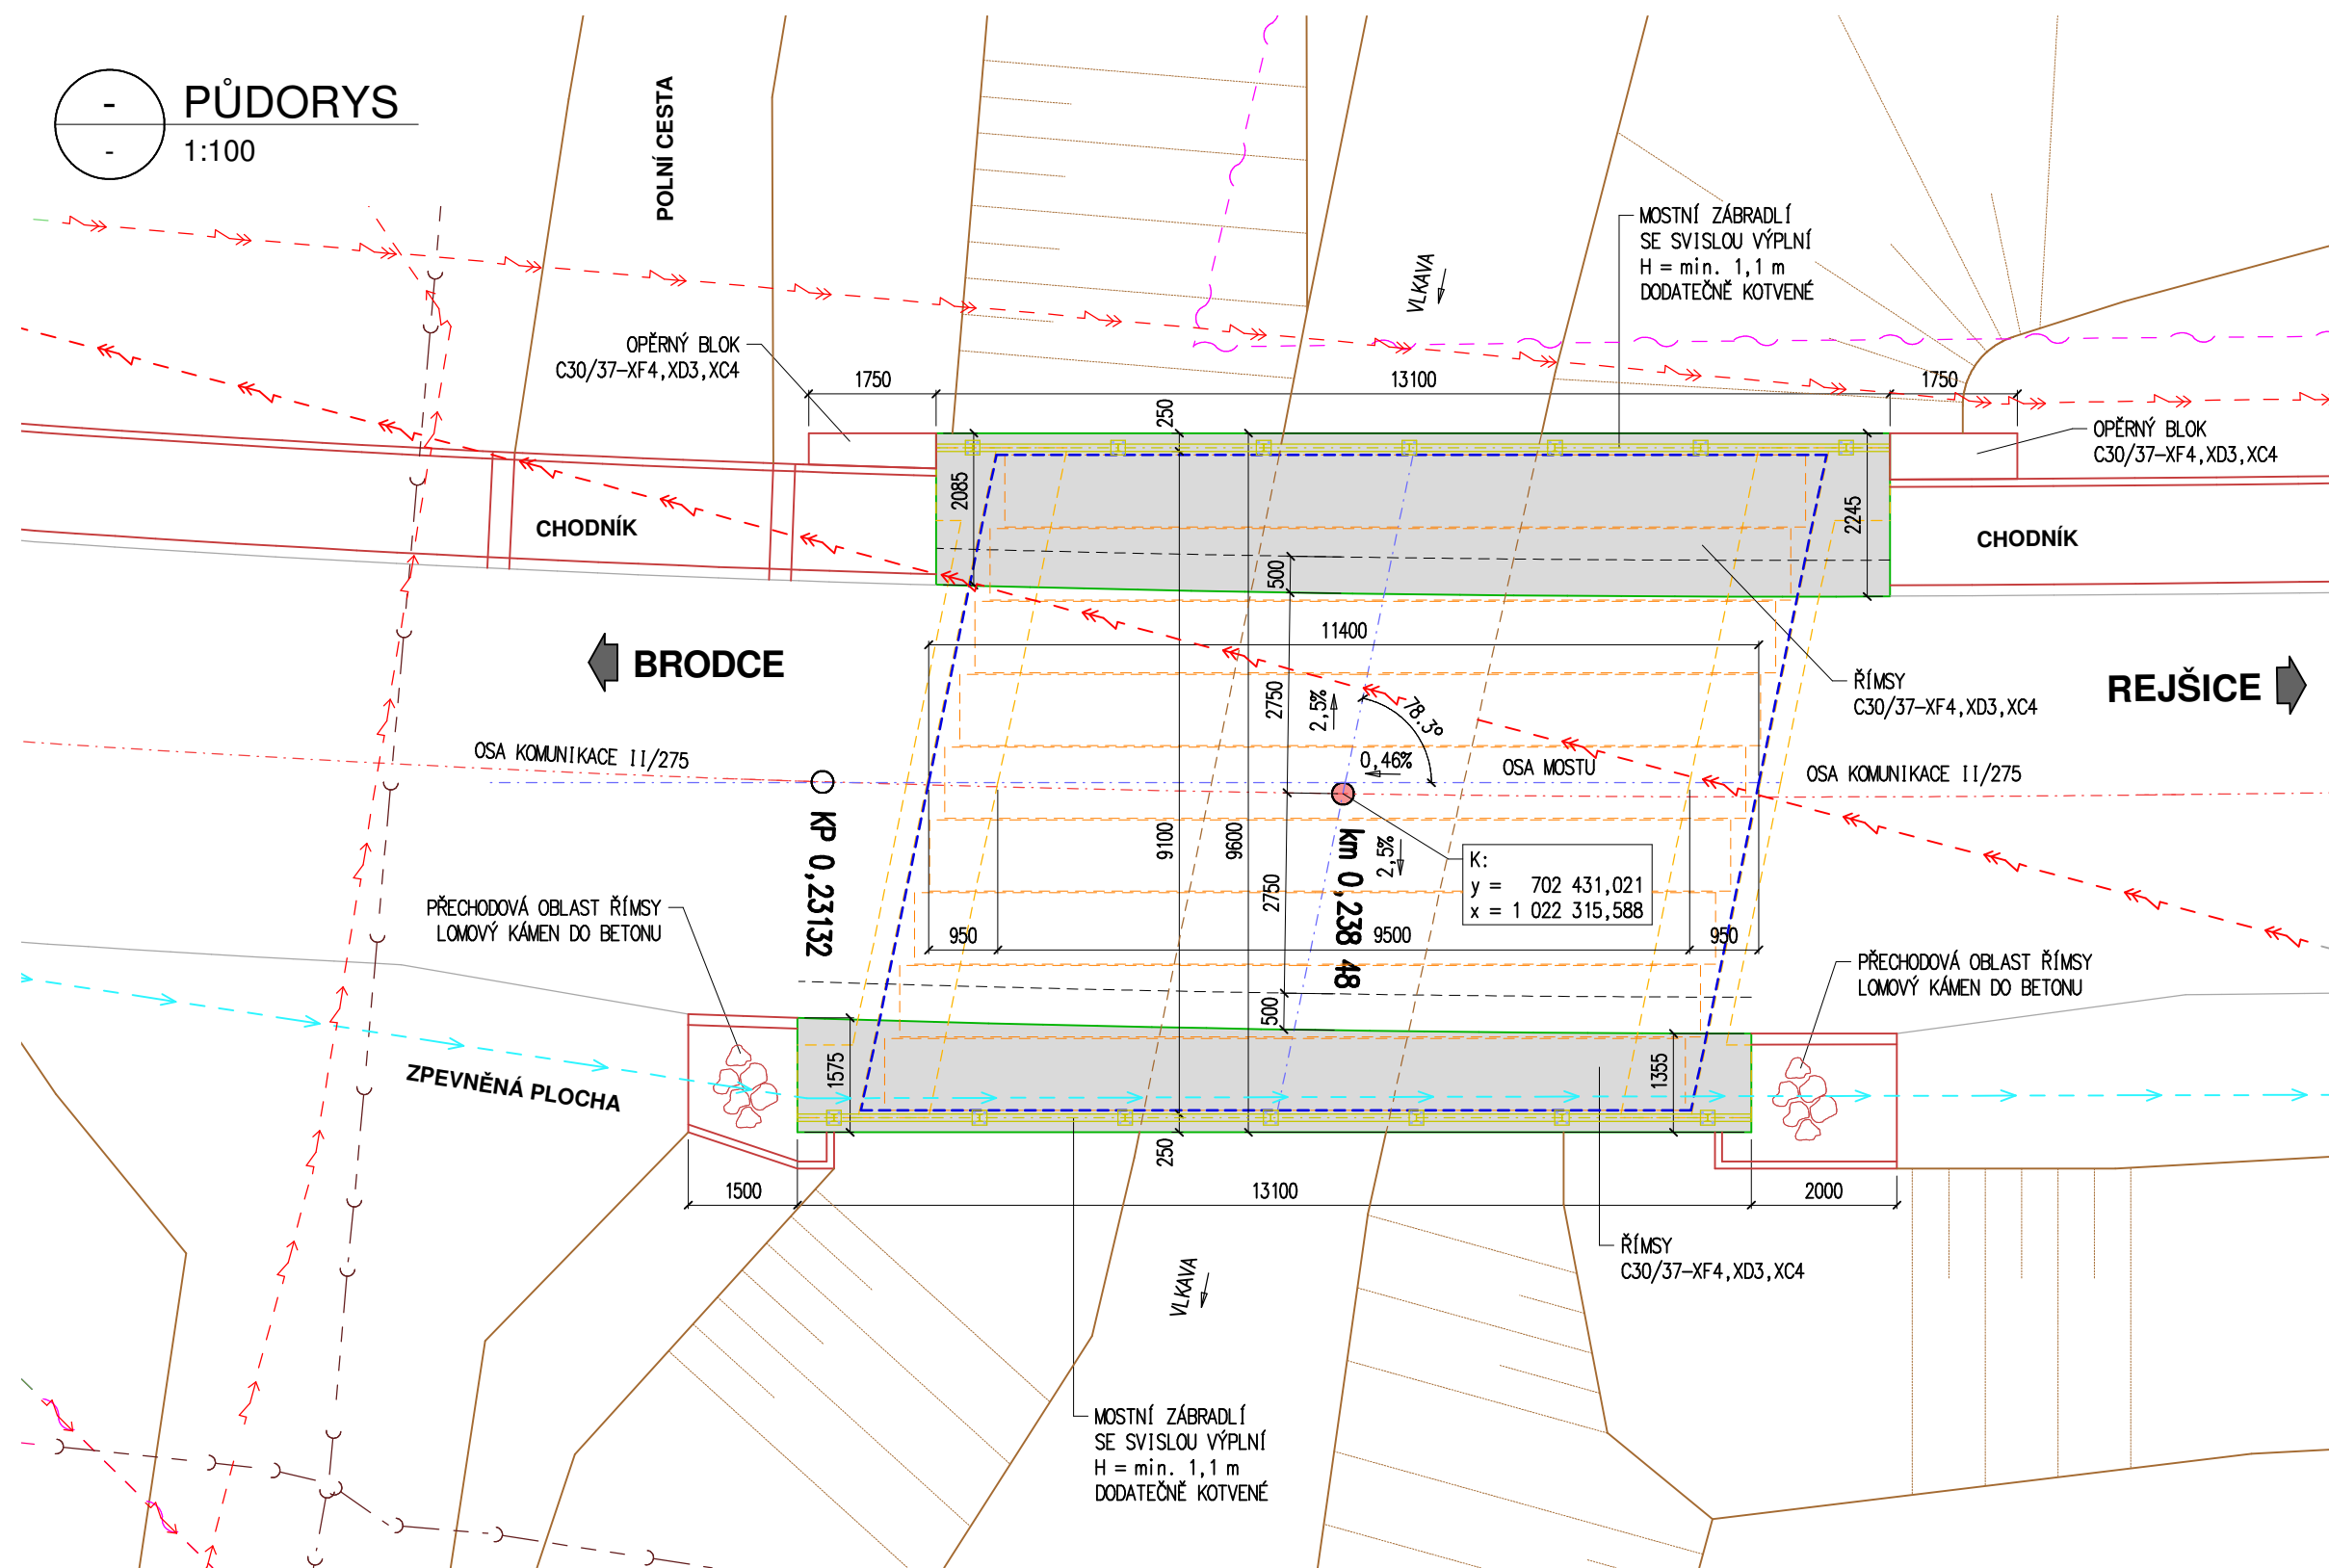 -
PŮDORYS
-
1:100
POLNÍ CESTA
MOSTNÍ ZÁBRADLÍ
SE SVISLOU VÝPLNÍ
H = min. 1,1 m
DODATEČNĚ KOTVENÉ
VLKAVA
OPĚRNÝ BLOK
C30/37-XF4,XD3,XC4
1750
13100
1750
250
OPĚRNÝ BLOK
C30/37-XF4,XD3,XC4
2085
2245
CHODNÍK
CHODNÍK
500
11400
BRODCE
ŘÍMSY
C30/37-XF4,XD3,XC4
REJŠICE
2750
2,5%
78.3°
0,46%
OSA KOMUNIKACE II/275
OSA MOSTU
OSA KOMUNIKACE II/275
KP 0,23132
9100
9600
km 0,238 48
2,5%
K:
y = 702 431,021
x = 1 022 315,588
2750
PŘECHODOVÁ OBLAST ŘÍMSY
LOMOVÝ KÁMEN DO BETONU
950
9500
950
PŘECHODOVÁ OBLAST ŘÍMSY
LOMOVÝ KÁMEN DO BETONU
500
1575
1355
ZPEVNĚNÁ PLOCHA
250
1500
13100
2000
VLKAVA
ŘÍMSY
C30/37-XF4,XD3,XC4
MOSTNÍ ZÁBRADLÍ
SE SVISLOU VÝPLNÍ
H = min. 1,1 m
DODATEČNĚ KOTVENÉ